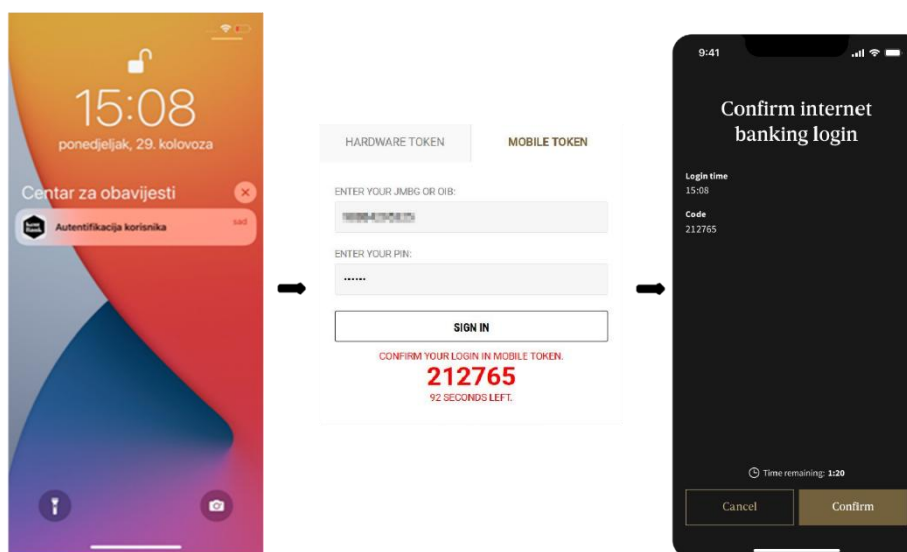 15:08
ponedjeljak, 29. kolovoza
Centar za obavijesti
Autentifikacija korisnika
sad
HARDWARE TOKEN
MOBILE TOKEN
ENTER YOUR JMBG OR OIB:
ENTER YOUR PIN:
SIGN IN
CONFIRM YOUR LOGIN IN MOBILE TOKEN.
212765
92 SECONDS LEFT.
9:41
Confirm internet
banking login
Login time
15:08
Code
212765
Time remaining: 1:20
Cancel
Confirm